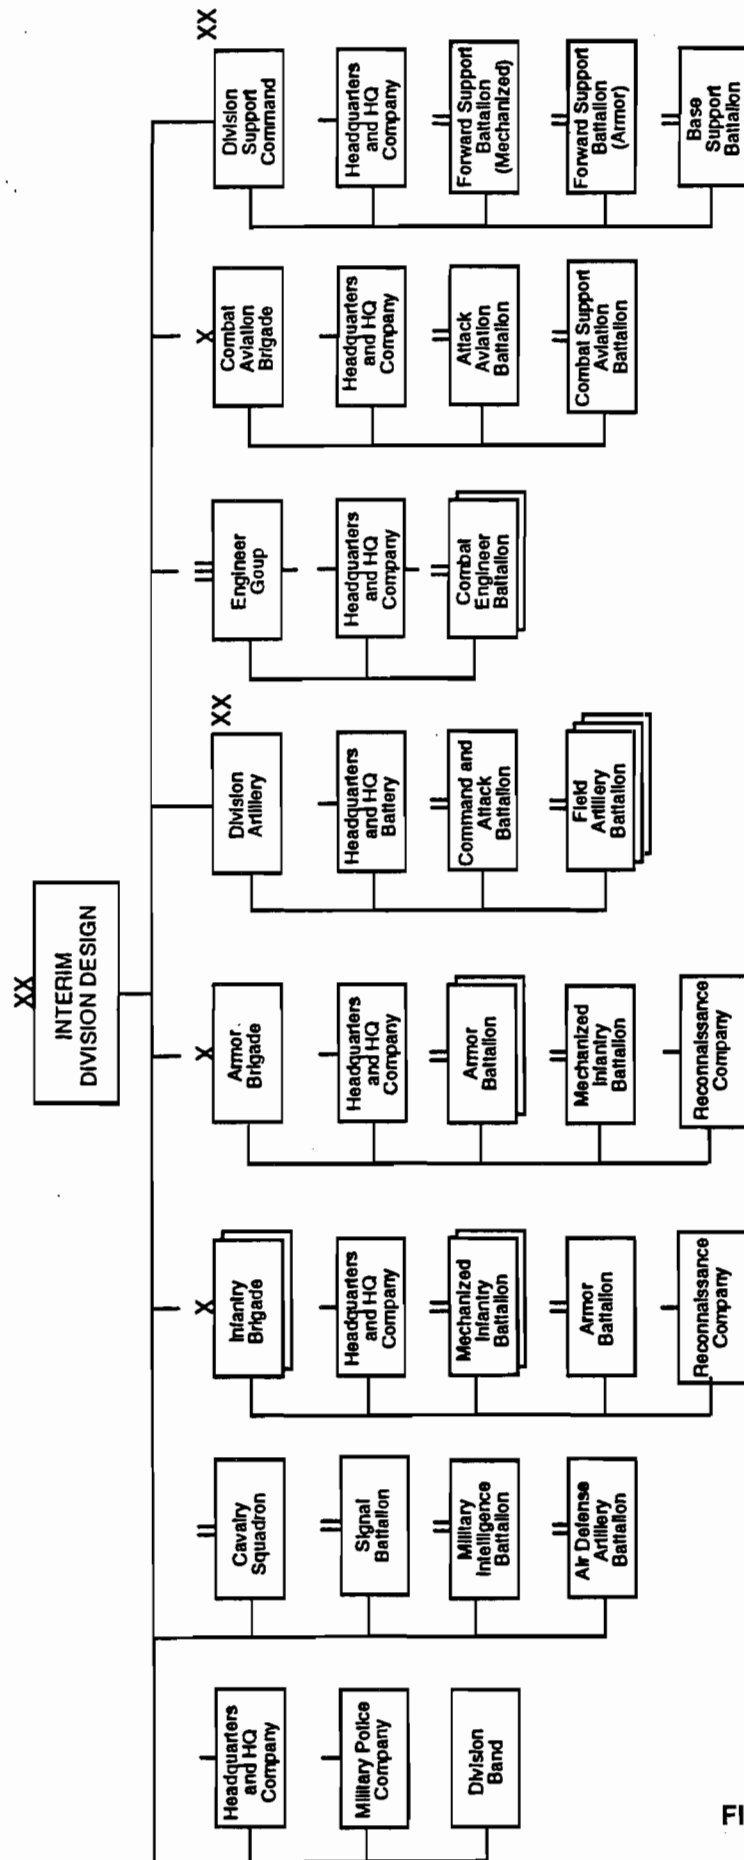 XX
INTERIM
DIVISION DESIGN
Headquarters
and HQ
Company
Military Police
Company
Division
Band
Cavalry
Squadron
Signal
Battalion
Military
Intelligence
Battalion
Air Defense
Artillery
Battalion
X
Infantry
Brigade
Headquarters
and HQ
Company
Mechanized
Infantry
Battalion
Armor
Battalion
Reconnaissance
Company
X
Armor.
Brigade
Headquarters
and HQ
Company
Armor
Battalion
Mechanized
Infantry
Battalion
Reconnaissance
Company
XX
Division
Artillery
Headquarters
and HQ
Battery
Command and
Attack
Battalion
Field
Artillery
Battalion
III
Engineer
Goup
Headquarters
and HQ
Company
Combat
Engineer
Battalion
X
Combat
Aviation
Brigade
Headquarters
and HQ
Company
Attack
Aviation
Battalion
Combat Support
Aviation
Battalion
XX
Division
Support
Command
Headquarters
and HQ
Company
Forward Support
Battalion
(Mechanized)
Forward Support
Battalion
(Armor)
Base
Support
Battalion
FI